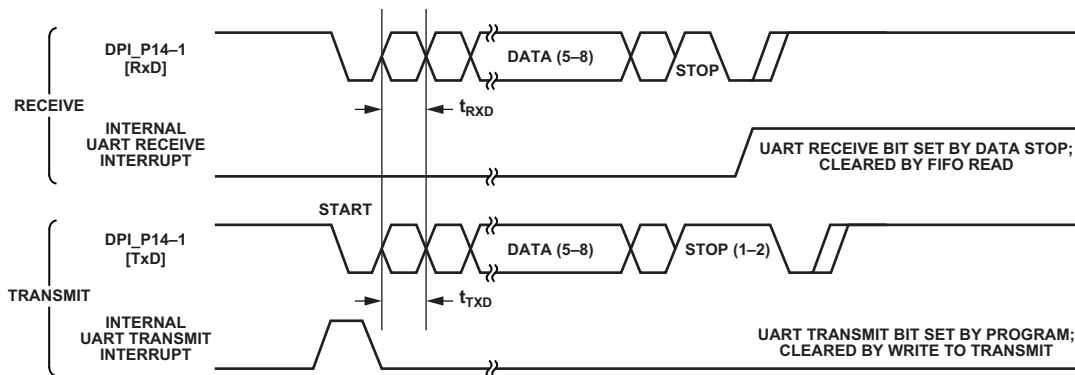 DPI_P14–1
[RxD]
DATA (5–8)
STOP
RECEIVE
tRXD
INTERNAL
UART RECEIVE
INTERRUPT
UART RECEIVE BIT SET BY DATA STOP;
CLEARED BY FIFO READ
START
DPI_P14–1
[TxD]
DATA (5–8)
STOP (1–2)
TRANSMIT
tTXD
INTERNAL
UART TRANSMIT
INTERRUPT
UART TRANSMIT BIT SET BY PROGRAM;
CLEARED BY WRITE TO TRANSMIT